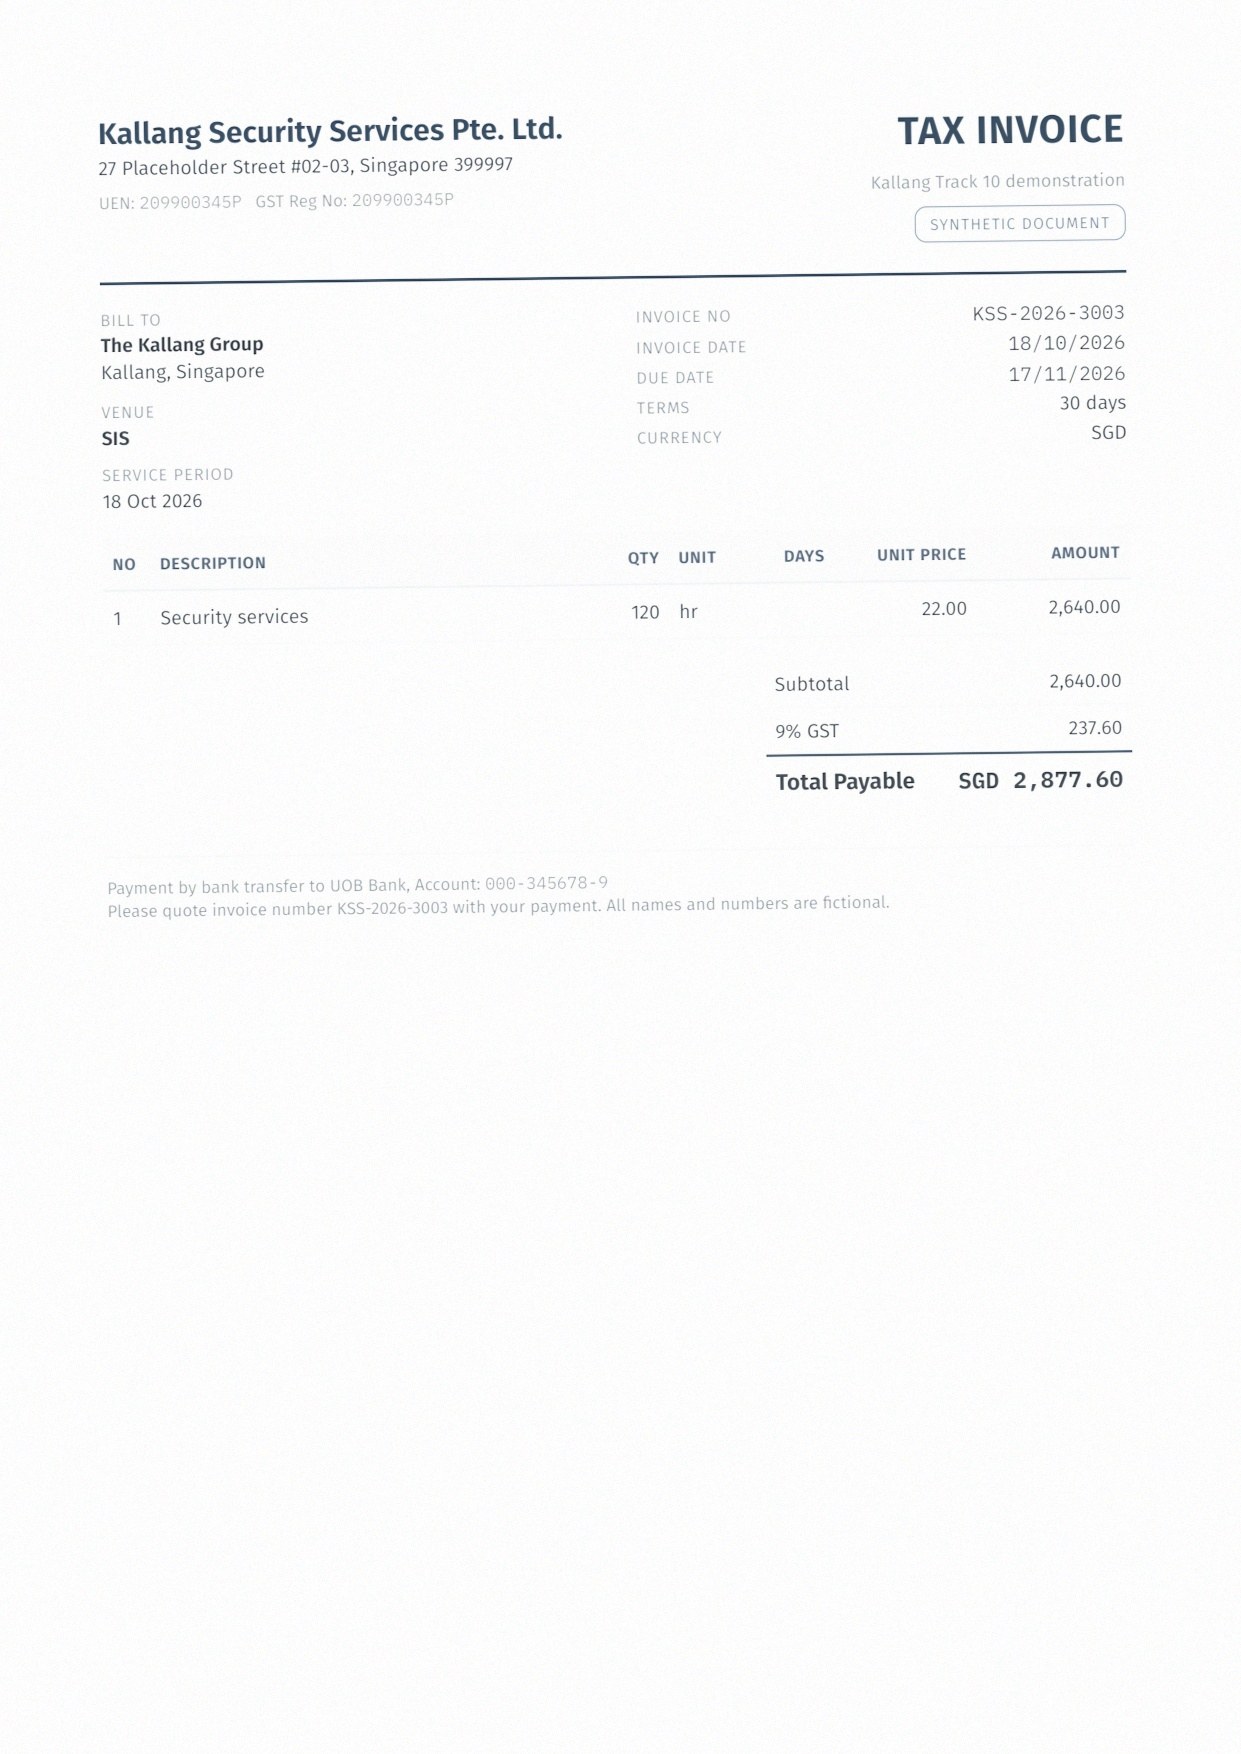 Kallang Security Services Pte. Ltd.
27 Placeholder Street #02-03, Singapore 399997
UEN: 209900345P GST Reg No: 209900345P
TAX INVOICE
Kallang Track 10 demonstration
SYNTHETIC DOCUMENT
BILL TO
The Kallang Group
Kallang, Singapore
VENUE
SIS
SERVICE PERIOD
18 Oct 2026
INVOICE NO KSS-2026-3003
INVOICE DATE 18/10/2026
DUE DATE 17/11/2026
TERMS 30 days
CURRENCY SGD
NO DESCRIPTION QTY UNIT DAYS UNIT PRICE AMOUNT
1 Security services 120 hr 22.00 2,640.00
Subtotal 2,640.00
9% GST 237.60
Total Payable SGD 2,877.60
Payment by bank transfer to UOB Bank, Account: 000-345678-9
Please quote invoice number KSS-2026-3003 with your payment. All names and numbers are fictional.